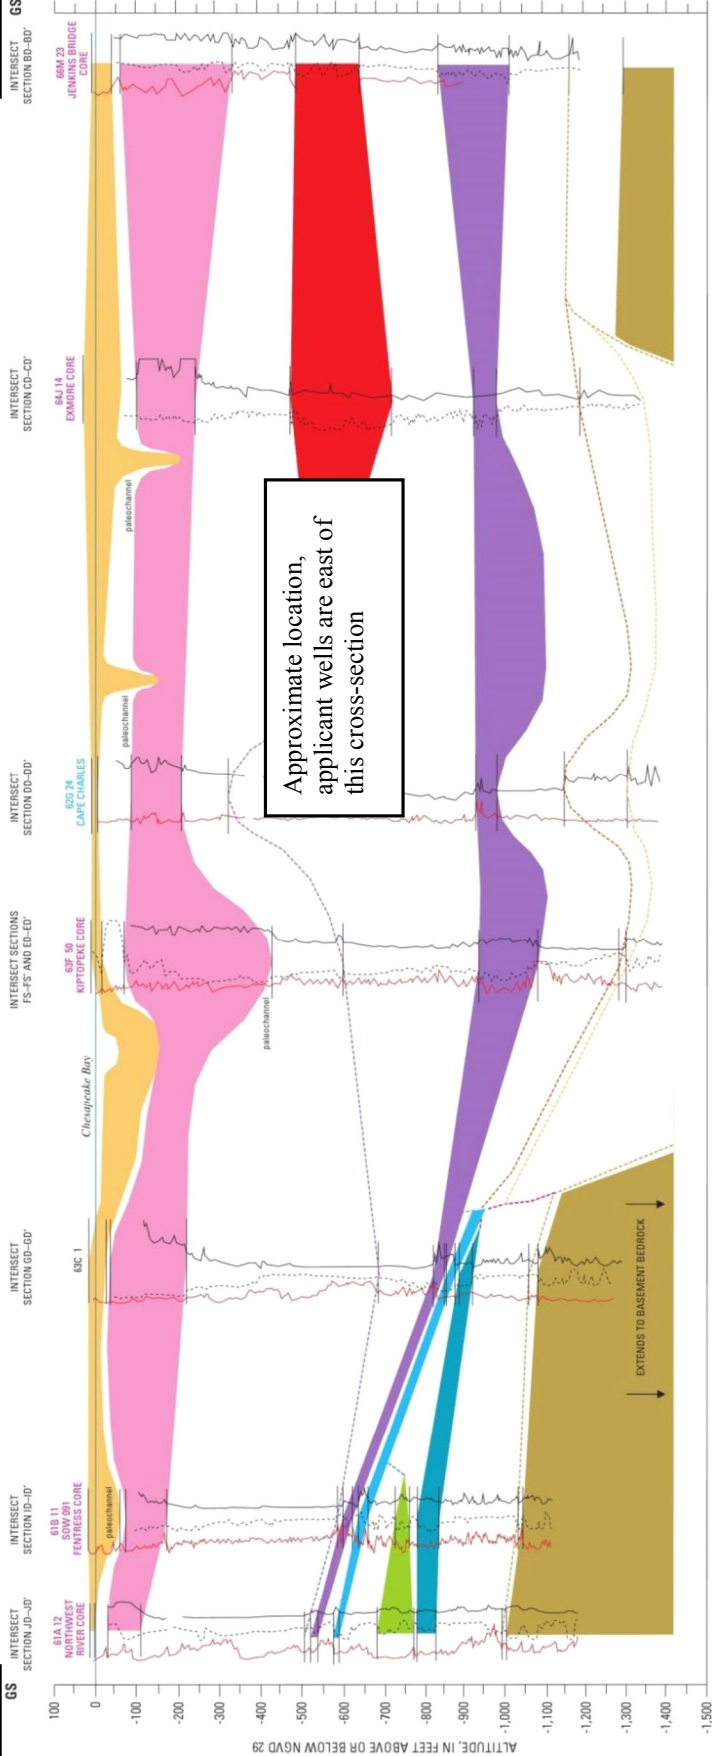 GS
GS
INTERSECT
SECTION JD–JD'
61A 12
NORTHWEST
RIVER CORE
INTERSECT
SECTION ID–ID'
61B 11
SOW 091
FENTRESS CORE
INTERSECT
SECTION GD–GD'
63C 1
INTERSECT SECTIONS
FS–FS' AND ED–ED'
63F 50
KIPTOPEKE CORE
INTERSECT
SECTION DD–DD'
62G 24
CAPE CHARLES
INTERSECT
SECTION CD–CD'
64J 14
EXMORE CORE
INTERSECT
SECTION BD–BD'
66M 23
JENKINS BRIDGE
CORE
Chesapeake Bay
paleochannel
paleochannel
paleochannel
paleochannel
Approximate location,
applicant wells are east of
this cross-section
EXTENDS TO BASEMENT BEDROCK
ALTITUDE, IN FEET ABOVE OR BELOW NGVD 29
100
0
-100
-200
-300
-400
-500
-600
-700
-800
-900
-1,000
-1,100
-1,200
-1,300
-1,400
-1,500